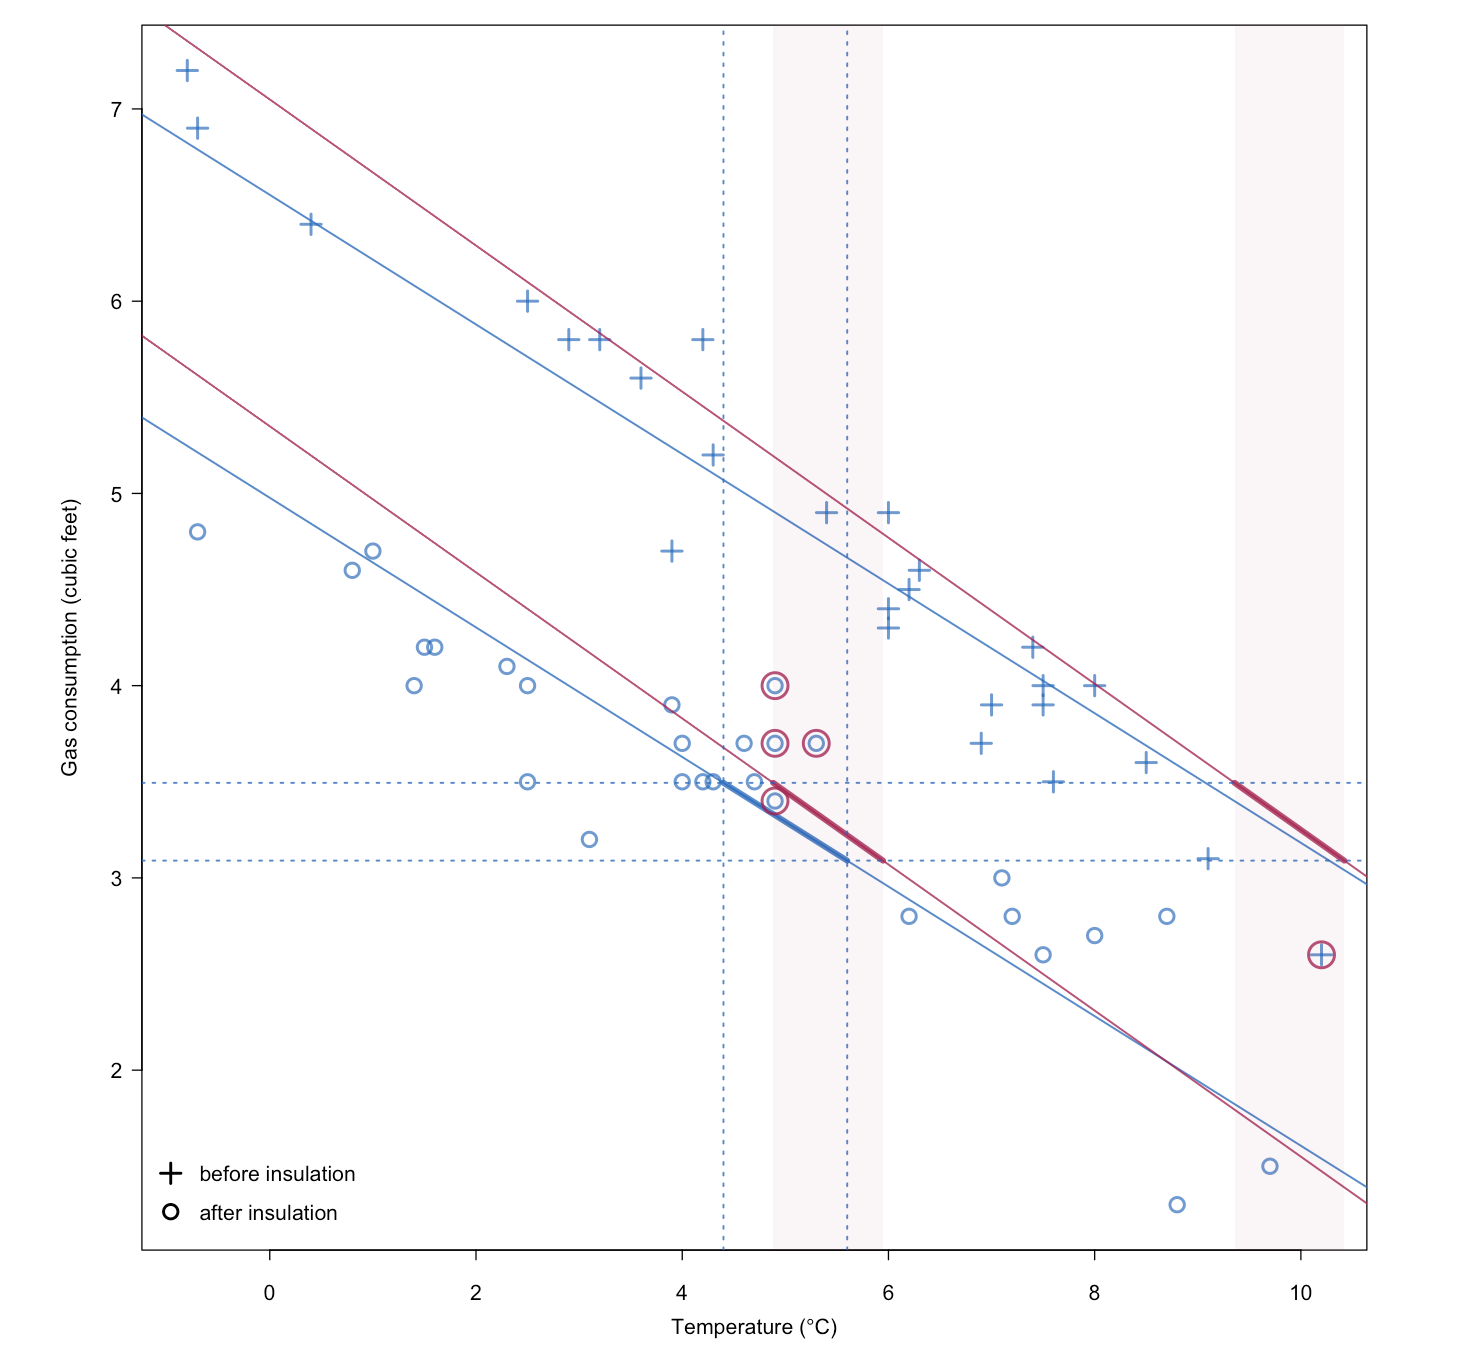 7
6
5
4
3
2
Gas consumption (cubic feet)
before insulation
after insulation
0 2 4 6 8 10
Temperature (°C)